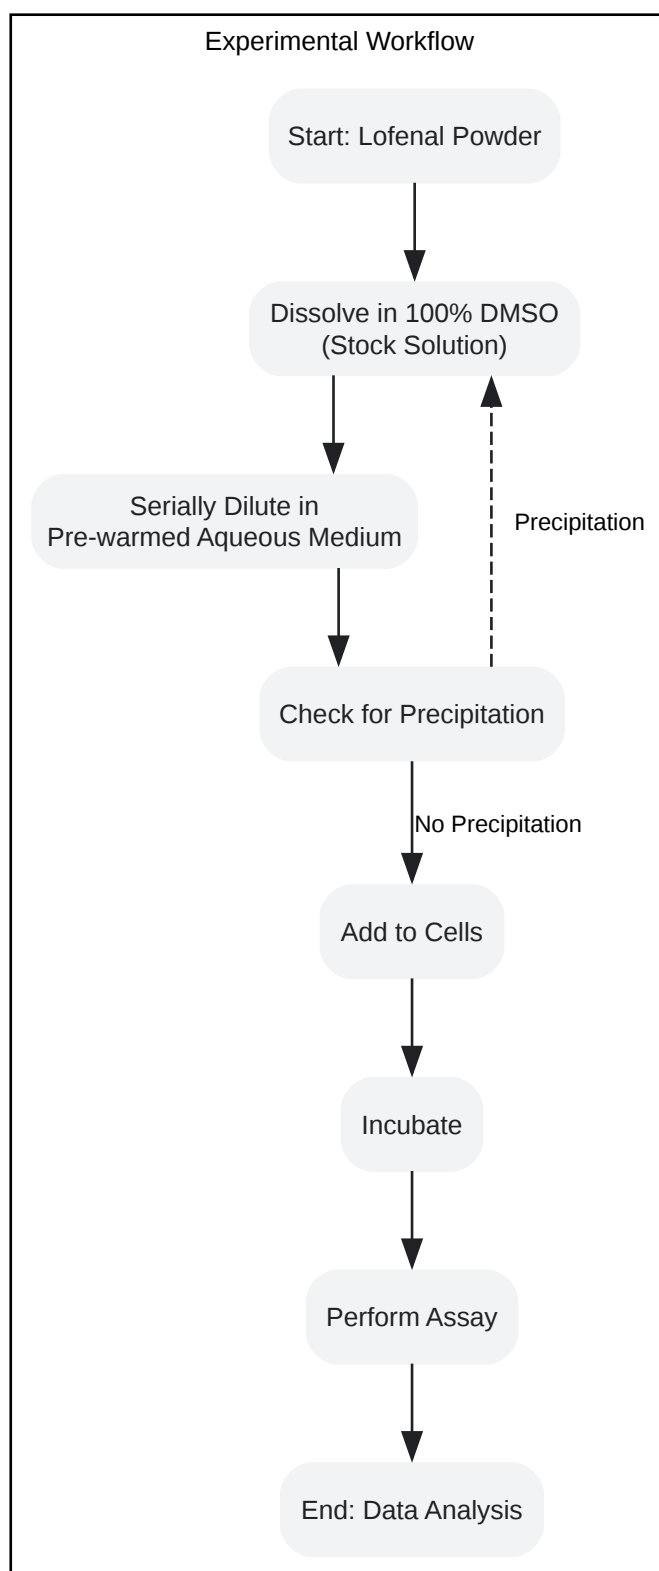 Experimental Workflow
Start: Lofenal Powder
Dissolve in 100% DMSO
(Stock Solution)
Serially Dilute in
Pre-warmed Aqueous Medium
Precipitation
Check for Precipitation
No Precipitation
Add to Cells
Incubate
Perform Assay
End: Data Analysis